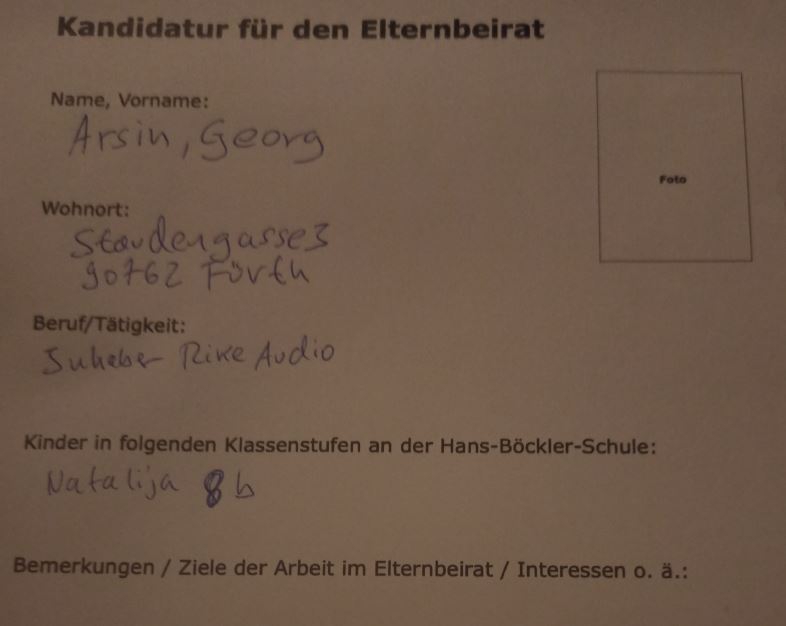 Kandidatur für den Elternbeirat
Name, Vorname:
Arsin, Georg
Foto
Wohnort:
Staudengasse 3
90762 Fürth
Beruf/Tätigkeit:
Inhaber Rike Audio
Kinder in folgenden Klassenstufen an der Hans-Böckler-Schule:
Natalija 8b
Bemerkungen / Ziele der Arbeit im Elternbeirat / Interessen o. ä.: